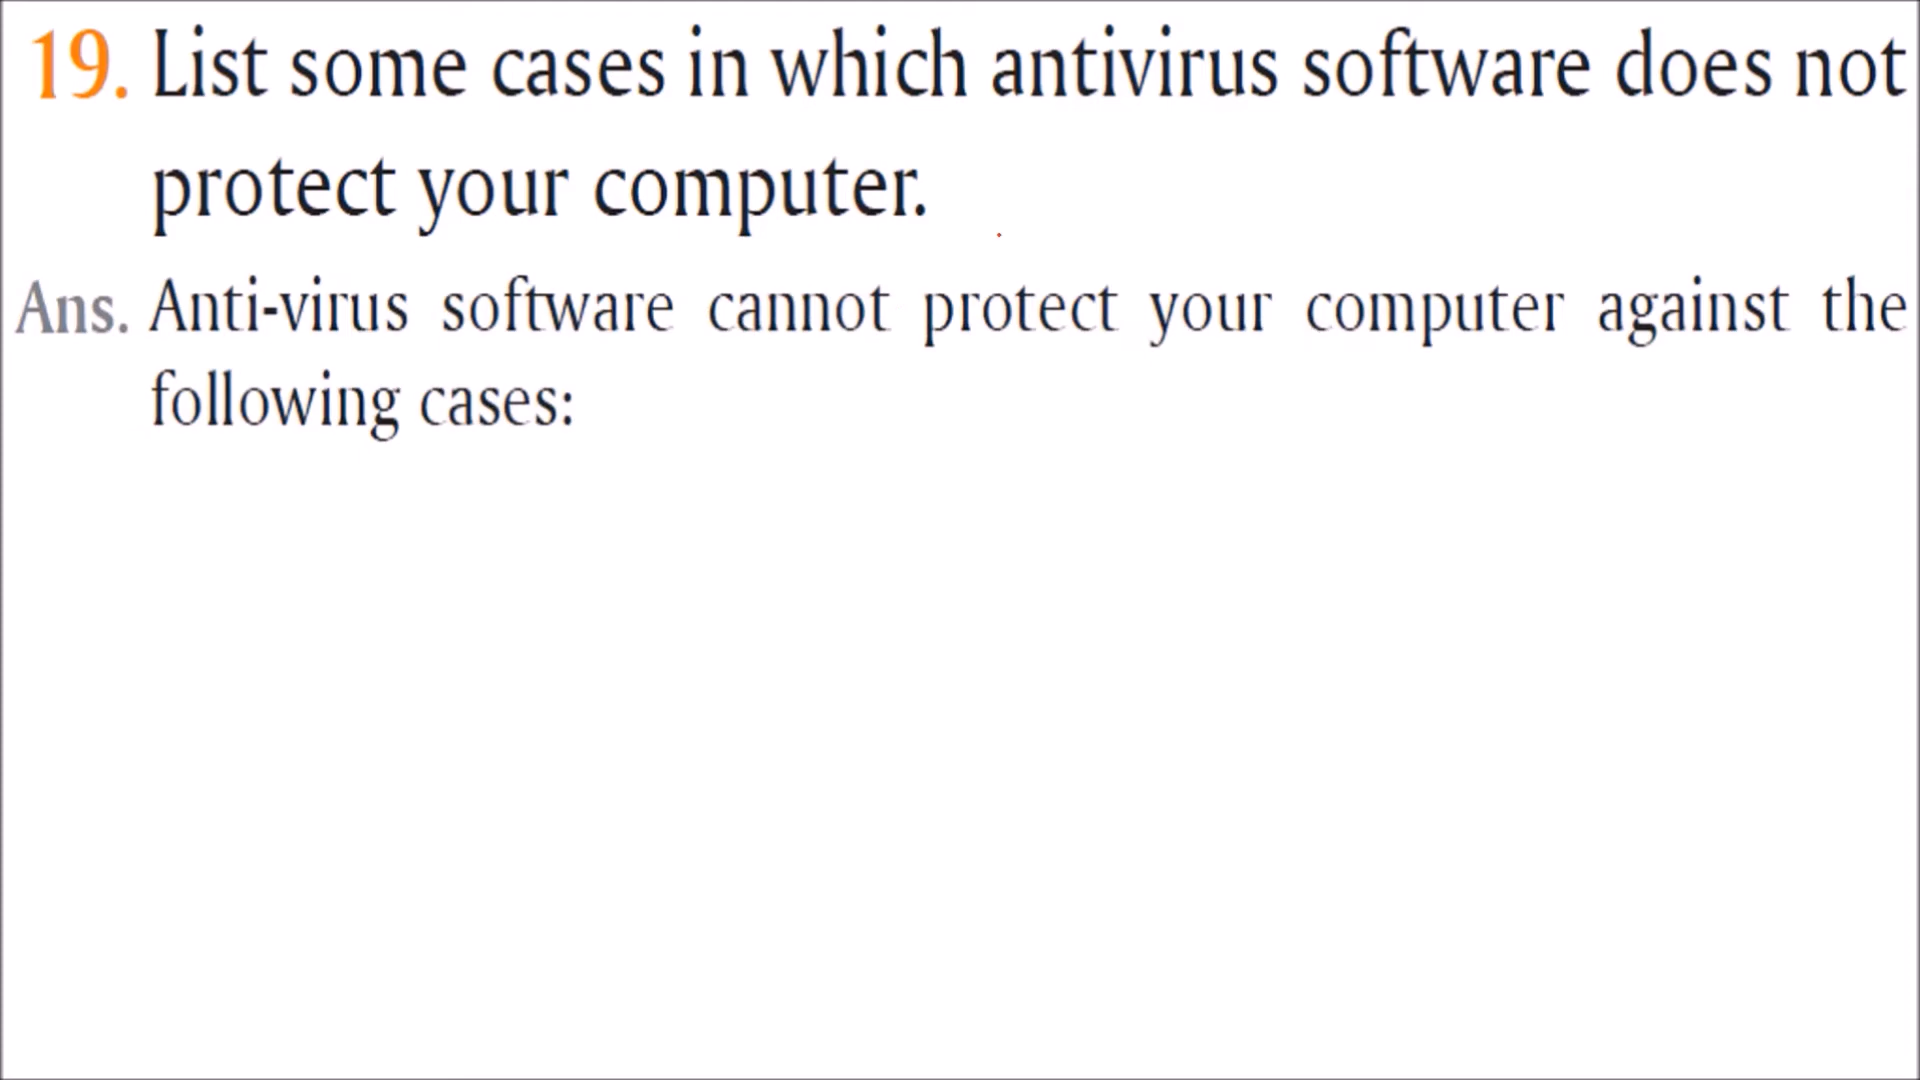 19. List some cases in which antivirus software does not
protect your computer.
Ans. Anti-virus software cannot protect your computer against the
following cases: